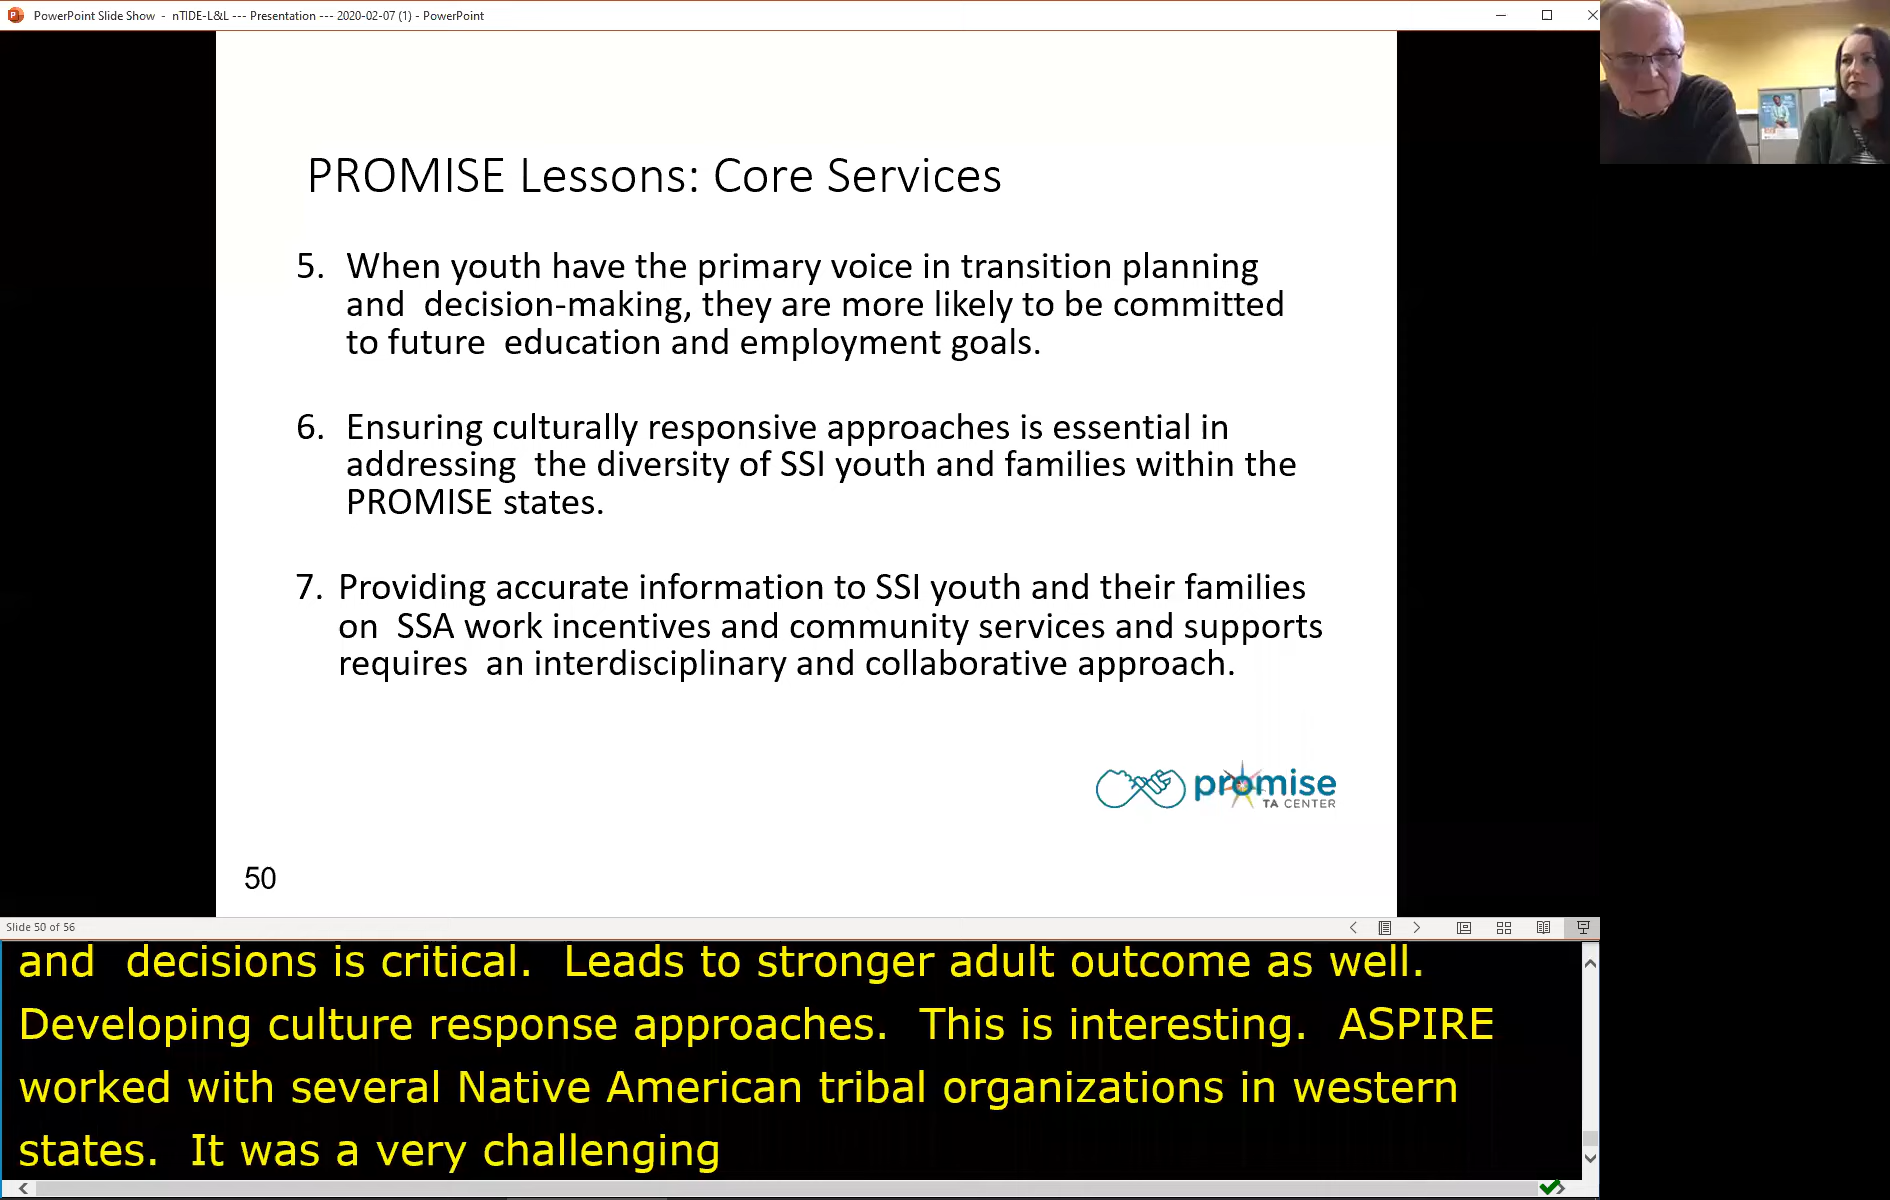 PowerPoint Slide Show - nTIDE-L&L --- Presentation --- 2020-02-07 (1) - PowerPoint
PROMISE Lessons: Core Services
5. When youth have the primary voice in transition planning
and decision-making, they are more likely to be committed
to future education and employment goals.
6. Ensuring culturally responsive approaches is essential in
addressing the diversity of SSI youth and families within the
PROMISE states.
7. Providing accurate information to SSI youth and their families
on SSA work incentives and community services and supports
requires an interdisciplinary and collaborative approach.
promise
TA CENTER
50
Slide 50 of 56
and decisions is critical. Leads to stronger adult outcome as well.
Developing culture response approaches. This is interesting. ASPIRE
worked with several Native American tribal organizations in western
states. It was a very challenging